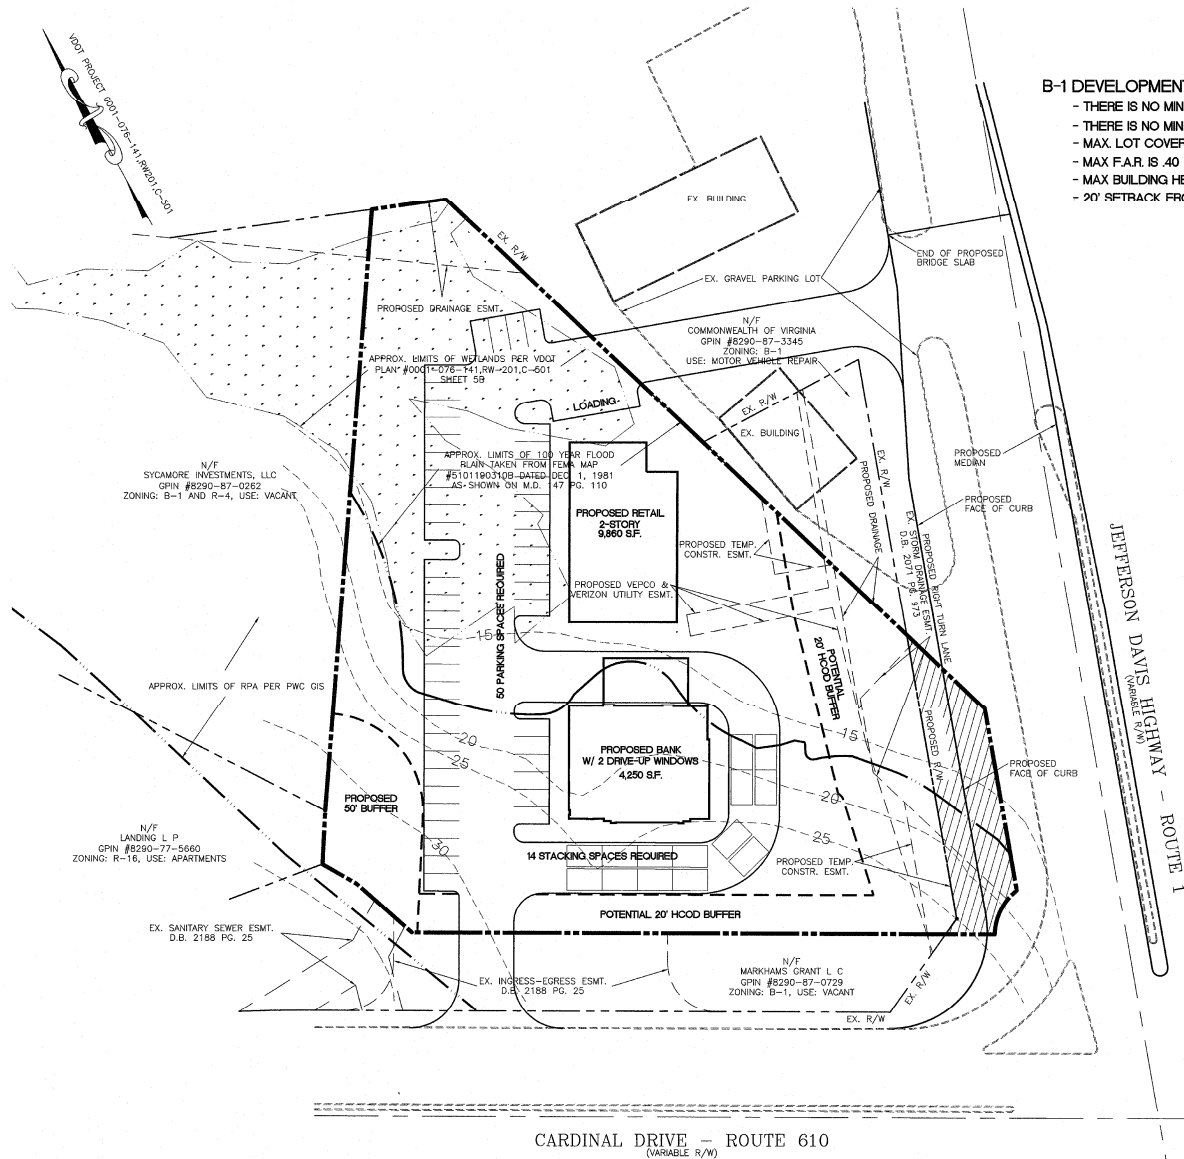 VDOT PROJECT 0001-076-141,RW201,C-501
B-1 DEVELOPMENT
- THERE IS NO MIN
- THERE IS NO MIN
- MAX. LOT COVER
- MAX F.A.R. IS .40
- MAX BUILDING HE
- 20' SETBACK FRO
EX. BUILDING
EX. R/W
END OF PROPOSED
BRIDGE SLAB
EX. GRAVEL PARKING LOT
PROPOSED DRAINAGE ESMT.
N/F
COMMONWEALTH OF VIRGINIA
GPIN #8290-87-3345
ZONING: B-1
USE: MOTOR VEHICLE REPAIR
APPROX. LIMITS OF WETLANDS PER VDOT
PLAN #0001-076-141,RW-201,C-501
SHEET 5B
LOADING
EX. R/W
EX. BUILDING
EX. R/W
PROPOSED
MEDIAN
APPROX. LIMITS OF 100 YEAR FLOOD
PLAIN TAKEN FROM FEMA MAP
#5101190310B DATED DEC 1, 1981
AS SHOWN ON M.D. 147 PG. 110
N/F
SYCAMORE INVESTMENTS, LLC
GPIN #8290-87-0262
ZONING: B-1 AND R-4, USE: VACANT
PROPOSED
FACE OF CURB
PROPOSED RETAIL
2-STORY
9,860 S.F.
PROPOSED DRAINAGE
EX. STORM DRAINAGE ESMT.
D.B. 2071 PG. 973
PROPOSED RIGHT TURN LANE
PROPOSED TEMP.
CONSTR. ESMT.
PROPOSED VEPCO &
VERIZON UTILITY ESMT.
50 PARKING SPACES REQUIRED
15
POTENTIAL
20' HCOD BUFFER
JEFFERSON DAVIS HIGHWAY - ROUTE 1
(VARIABLE R/W)
APPROX. LIMITS OF RPA PER PWC GIS
PROPOSED R/W
20
25
15
PROPOSED BANK
W/ 2 DRIVE-UP WINDOWS
4,250 S.F.
PROPOSED
FACE OF CURB
PROPOSED
50' BUFFER
20
25
30
N/F
LANDING L P
GPIN #8290-77-5660
ZONING: R-16, USE: APARTMENTS
14 STACKING SPACES REQUIRED
PROPOSED TEMP.
CONSTR. ESMT.
POTENTIAL 20' HCOD BUFFER
EX. SANITARY SEWER ESMT.
D.B. 2188 PG. 25
EX. INGRESS-EGRESS ESMT.
D.B. 2188 PG. 25
N/F
MARKHAMS GRANT L C
GPIN #8290-87-0729
ZONING: B-1, USE: VACANT
EX. R/W
EX. R/W
CARDINAL DRIVE - ROUTE 610
(VARIABLE R/W)